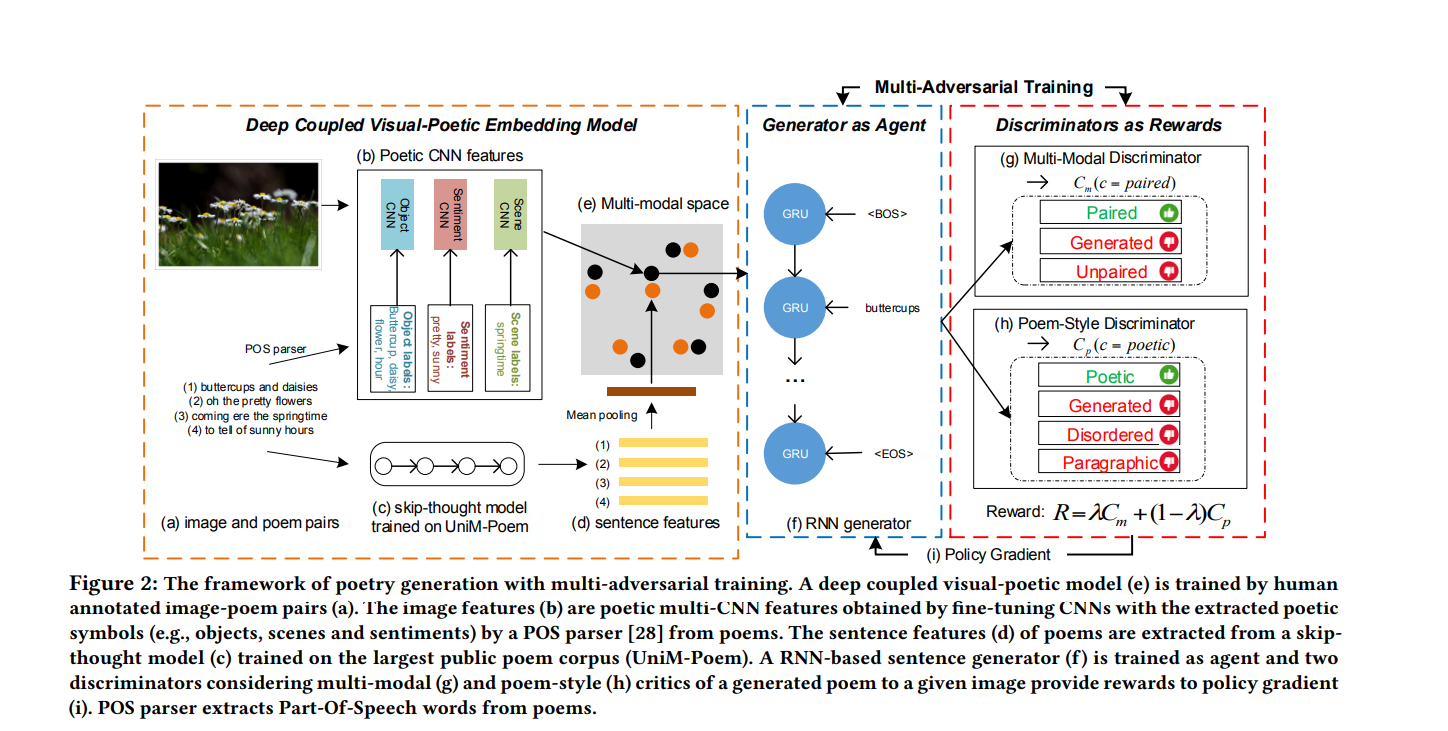 Multi-Adversarial Training
Deep Coupled Visual-Poetic Embedding Model
(b) Poetic CNN features
Object CNN
Sentiment CNN
Scene CNN
Object labels:
Buttercup, daisy,
flower, hour
Sentiment
labels:
pretty, sunny
Scene labels:
springtime
POS parser
(1) buttercups and daisies
(2) oh the pretty flowers
(3) coming ere the springtime
(4) to tell of sunny hours
(a) image and poem pairs
(c) skip-thought model
trained on UniM-Poem
(e) Multi-modal space
Mean pooling
(1)
(2)
(3)
(4)
(d) sentence features
Generator as Agent
GRU
<BOS>
GRU
buttercups
...
GRU
<EOS>
(f) RNN generator
Discriminators as Rewards
(g) Multi-Modal Discriminator
Cₘ(c = paired)
Paired
Generated
Unpaired
(h) Poem-Style Discriminator
Cₚ(c = poetic)
Poetic
Generated
Disordered
Paragraphic
Reward: R = λCₘ + (1−λ)Cₚ
(i) Policy Gradient
Figure 2: The framework of poetry generation with multi-adversarial training. A deep coupled visual-poetic model (e) is trained by human
annotated image-poem pairs (a). The image features (b) are poetic multi-CNN features obtained by fine-tuning CNNs with the extracted poetic
symbols (e.g., objects, scenes and sentiments) by a POS parser [28] from poems. The sentence features (d) of poems are extracted from a skip-
thought model (c) trained on the largest public poem corpus (UniM-Poem). A RNN-based sentence generator (f) is trained as agent and two
discriminators considering multi-modal (g) and poem-style (h) critics of a generated poem to a given image provide rewards to policy gradient
(i). POS parser extracts Part-Of-Speech words from poems.